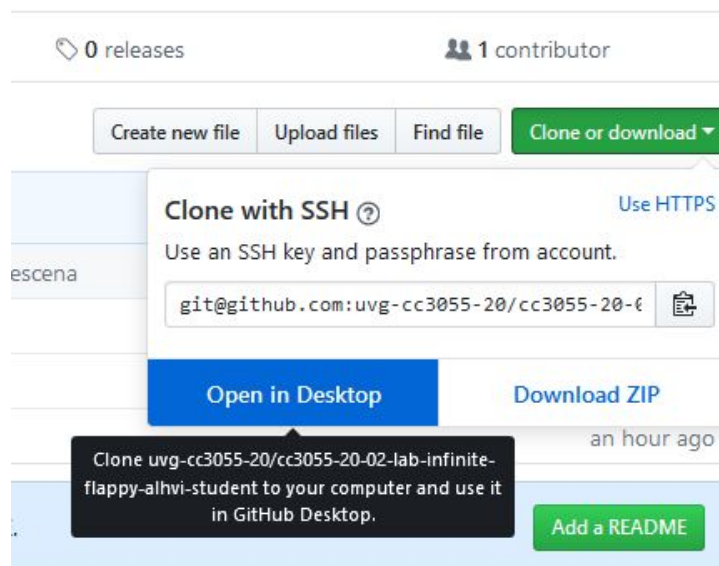 0 releases
1 contributor
Create new file Upload files Find file Clone or download
Clone with SSH
Use HTTPS
Use an SSH key and passphrase from account.
escena
git@github.com:uvg-cc3055-20/cc3055-20-
Open in Desktop Download ZIP
an hour ago
Clone uvg-cc3055-20/cc3055-20-02-lab-infinite-
flappy-alhvi-student to your computer and use it
in GitHub Desktop.
Add a README